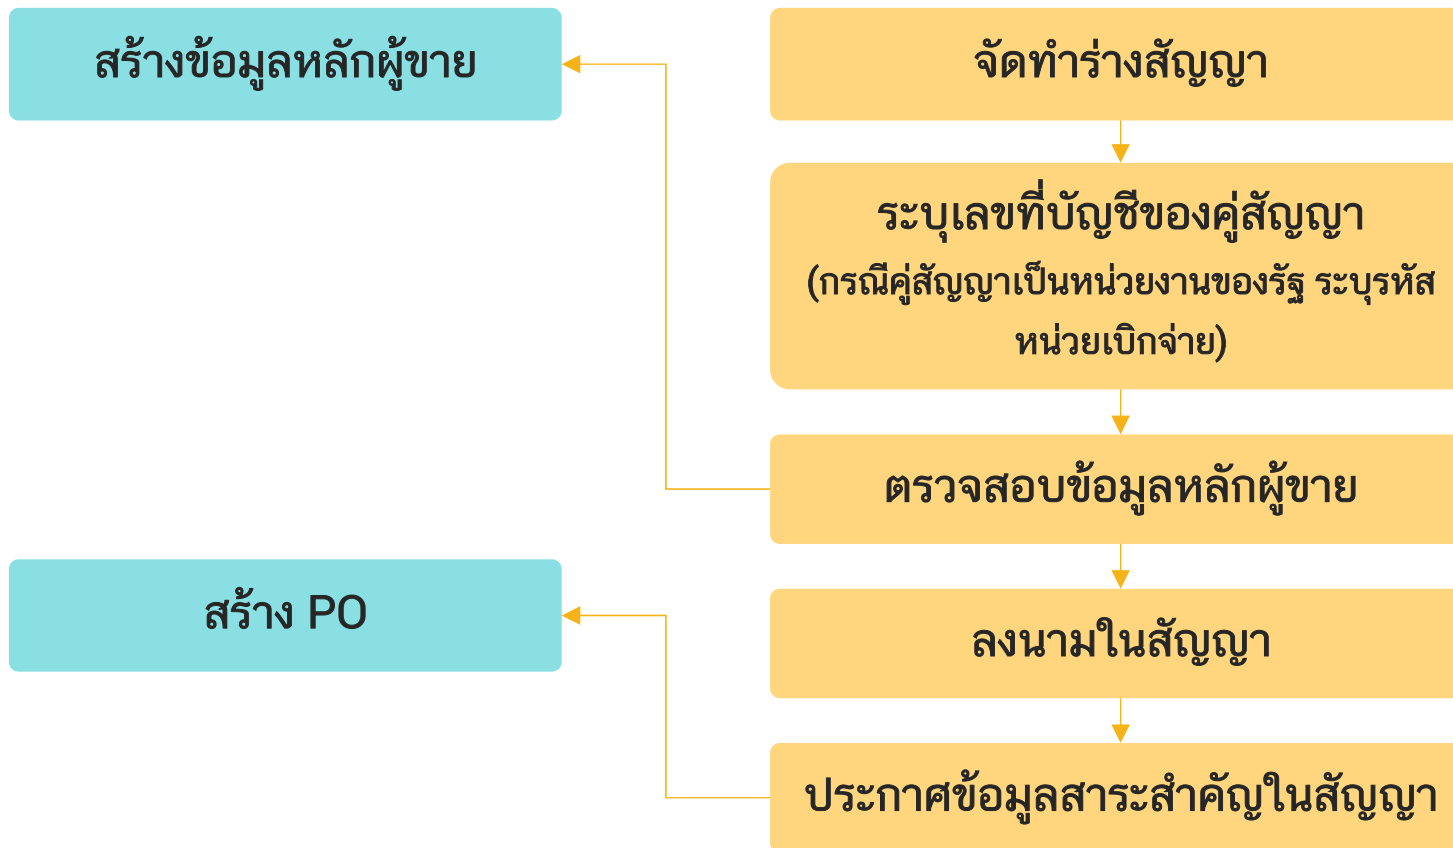 สร้างข้อมูลหลักผู้ขาย
จัดทำร่างสัญญา
ระบุเลขที่บัญชีของคู่สัญญา
(กรณีคู่สัญญาเป็นหน่วยงานของรัฐ ระบุรหัส
หน่วยเบิกจ่าย)
ตรวจสอบข้อมูลหลักผู้ขาย
สร้าง PO
ลงนามในสัญญา
ประกาศข้อมูลสาระสำคัญในสัญญา